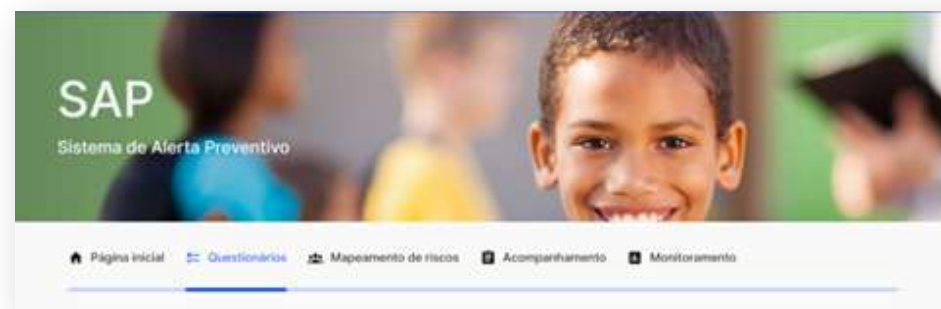 SAP
Sistema de Alerta Preventivo
Página inicial Questionários Mapeamento de riscos Acompanhamento Monitoramento